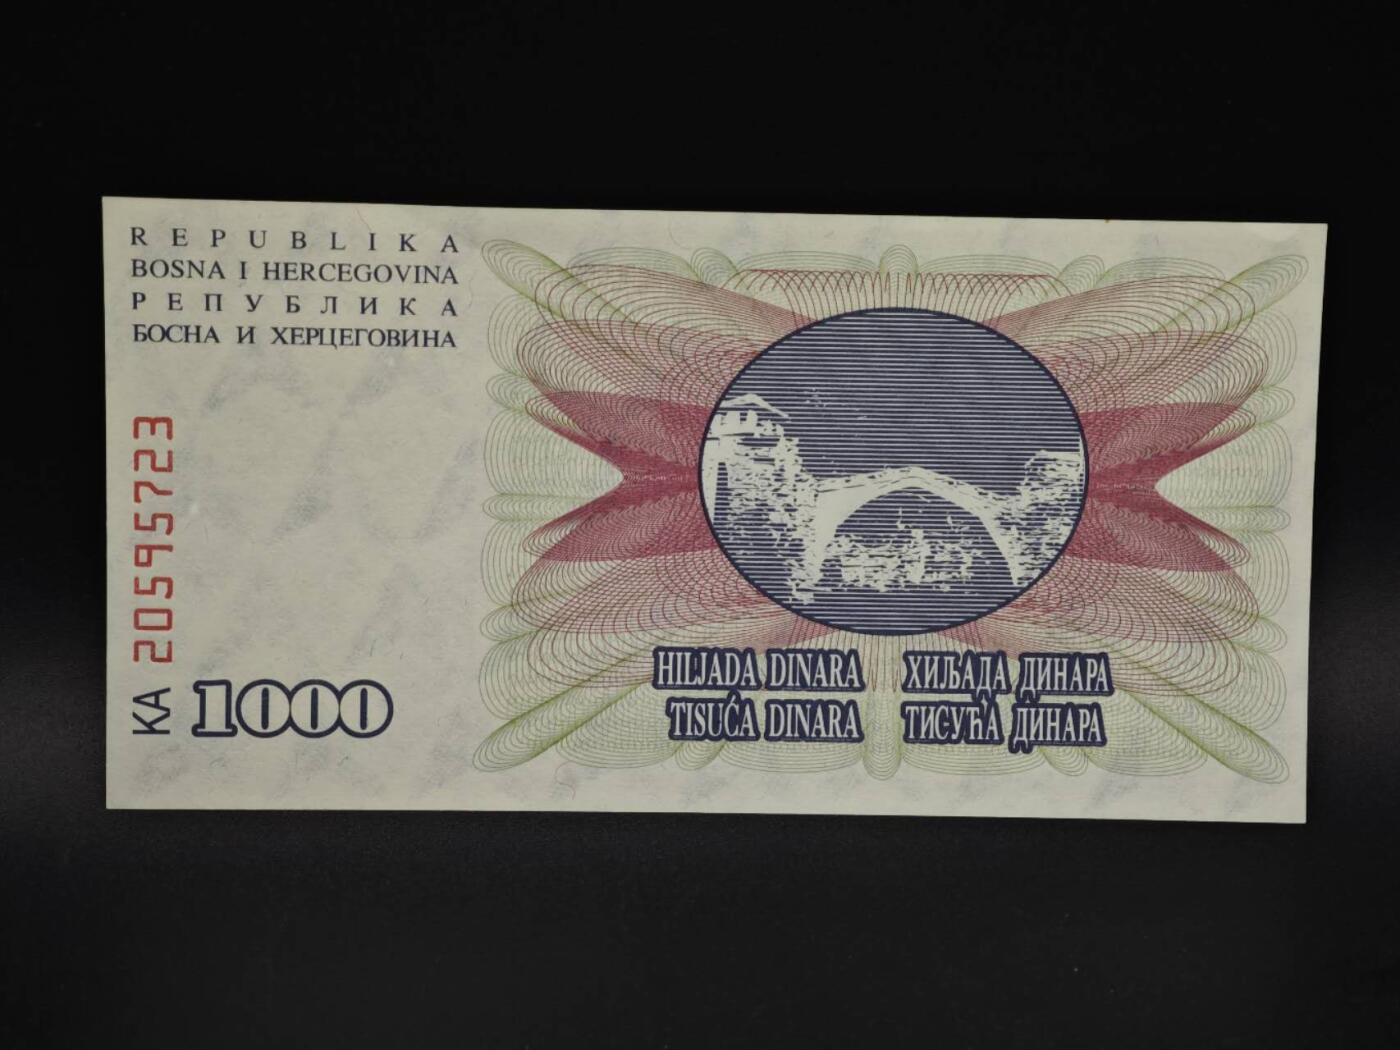 REPUBLIKA
BOSNA I HERCEGOVINA
РЕПУБЛИКА
БОСНА И ХЕРЦЕГОВИНА
KA 20595723
1000
HILJADA DINARA
TISUĆA DINARA
ХИЉАДА ДИНАРА
ТИСУЋА ДИНАРА